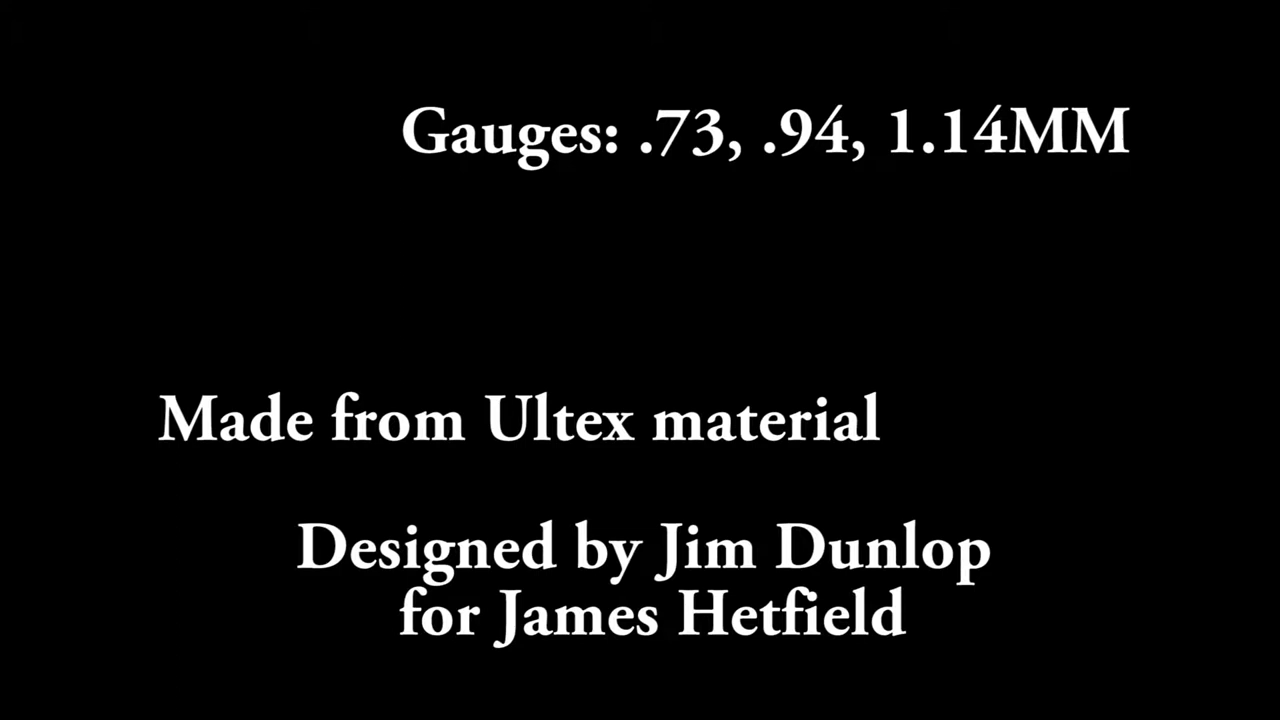 Gauges: .73, .94, 1.14MM
Made from Ultex material
Designed by Jim Dunlop
for James Hetfield